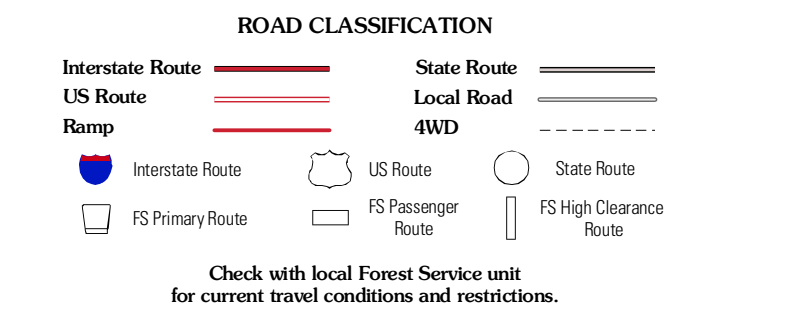 ROAD CLASSIFICATION
Interstate Route
State Route
US Route
Local Road
Ramp
4WD
Interstate Route
US Route
State Route
FS Primary Route
FS Passenger
Route
FS High Clearance
Route
Check with local Forest Service unit
for current travel conditions and restrictions.